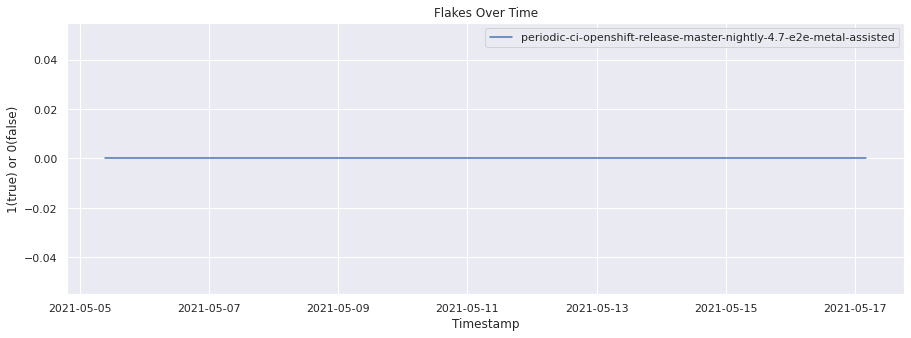 Flakes Over Time
periodic-ci-openshift-release-master-nightly-4.7-e2e-metal-assisted
1(true) or 0(false)
0.04
0.02
0.00
−0.02
−0.04
2021-05-05 2021-05-07 2021-05-09 2021-05-11 2021-05-13 2021-05-15 2021-05-17
Timestamp